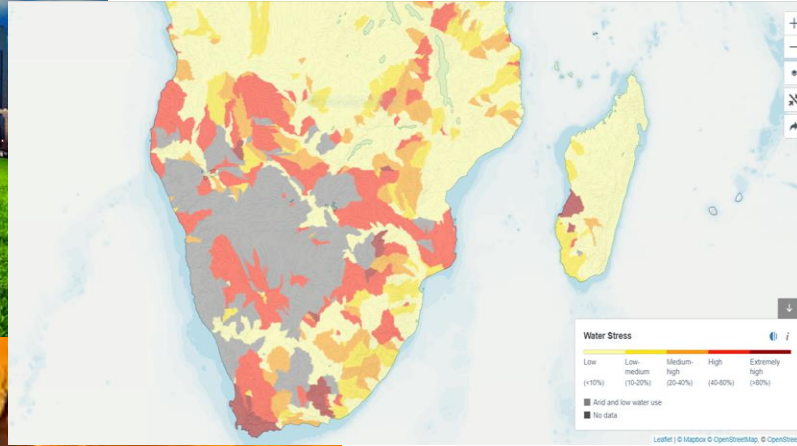 Water Stress
Low Low-medium Medium-high High Extremely high
(<10%) (10-20%) (20-40%) (40-80%) (>80%)
Arid and low water use
No data
Leaflet | © Mapbox © OpenStreetMap, © OpenStre